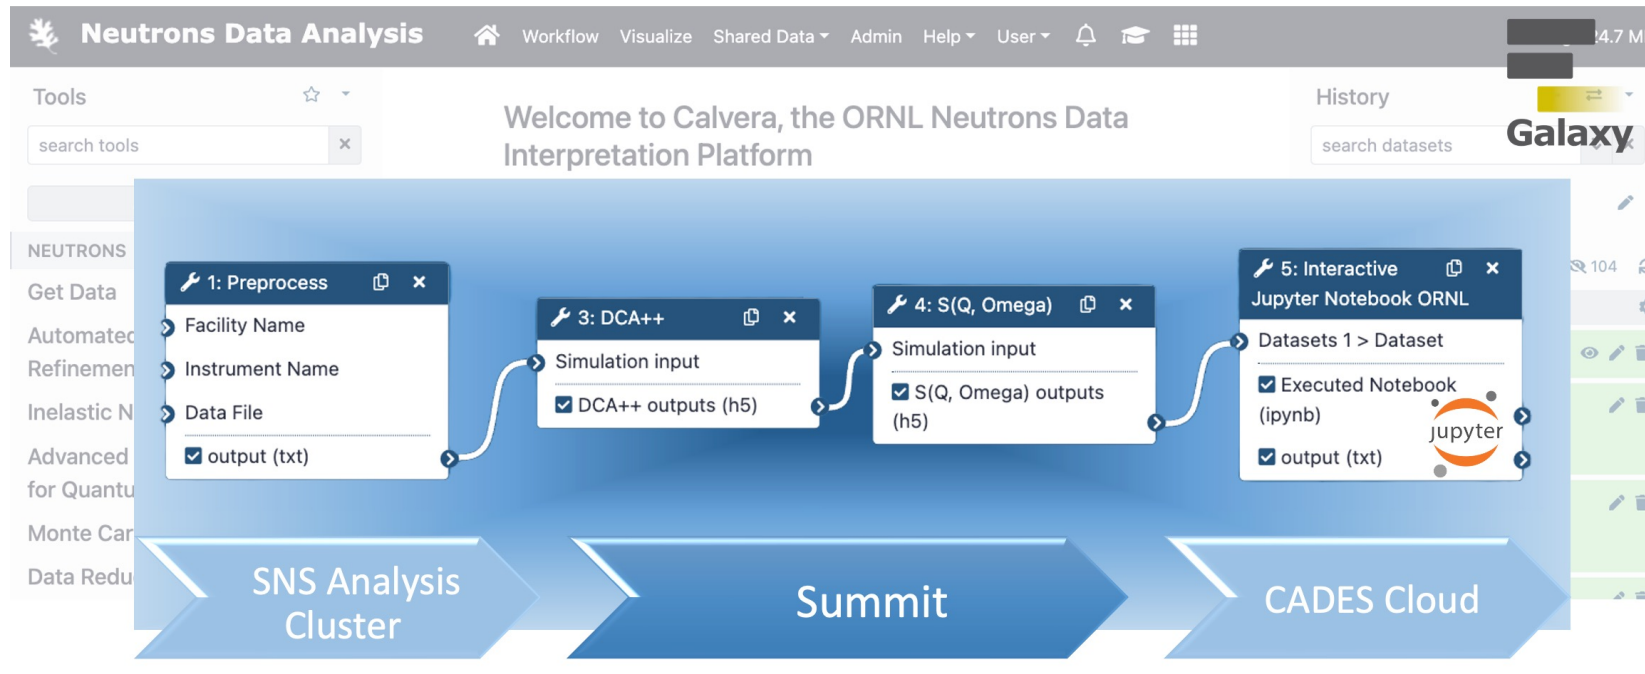 Neutrons Data Analysis
Workflow Visualize Shared Data Admin Help User
4.7 M
Galaxy
Tools
search tools
Welcome to Calvera, the ORNL Neutrons Data
Interpretation Platform
History
search datasets
NEUTRONS
Get Data
Automated
Refinemen
Inelastic N
Advanced
for Quantu
Monte Car
Data Redu
104
1: Preprocess
Facility Name
Instrument Name
Data File
output (txt)
3: DCA++
Simulation input
DCA++ outputs (h5)
4: S(Q, Omega)
Simulation input
S(Q, Omega) outputs
(h5)
5: Interactive
Jupyter Notebook ORNL
Datasets 1 > Dataset
Executed Notebook
(ipynb)
output (txt)
jupyter
SNS Analysis
Cluster
Summit
CADES Cloud